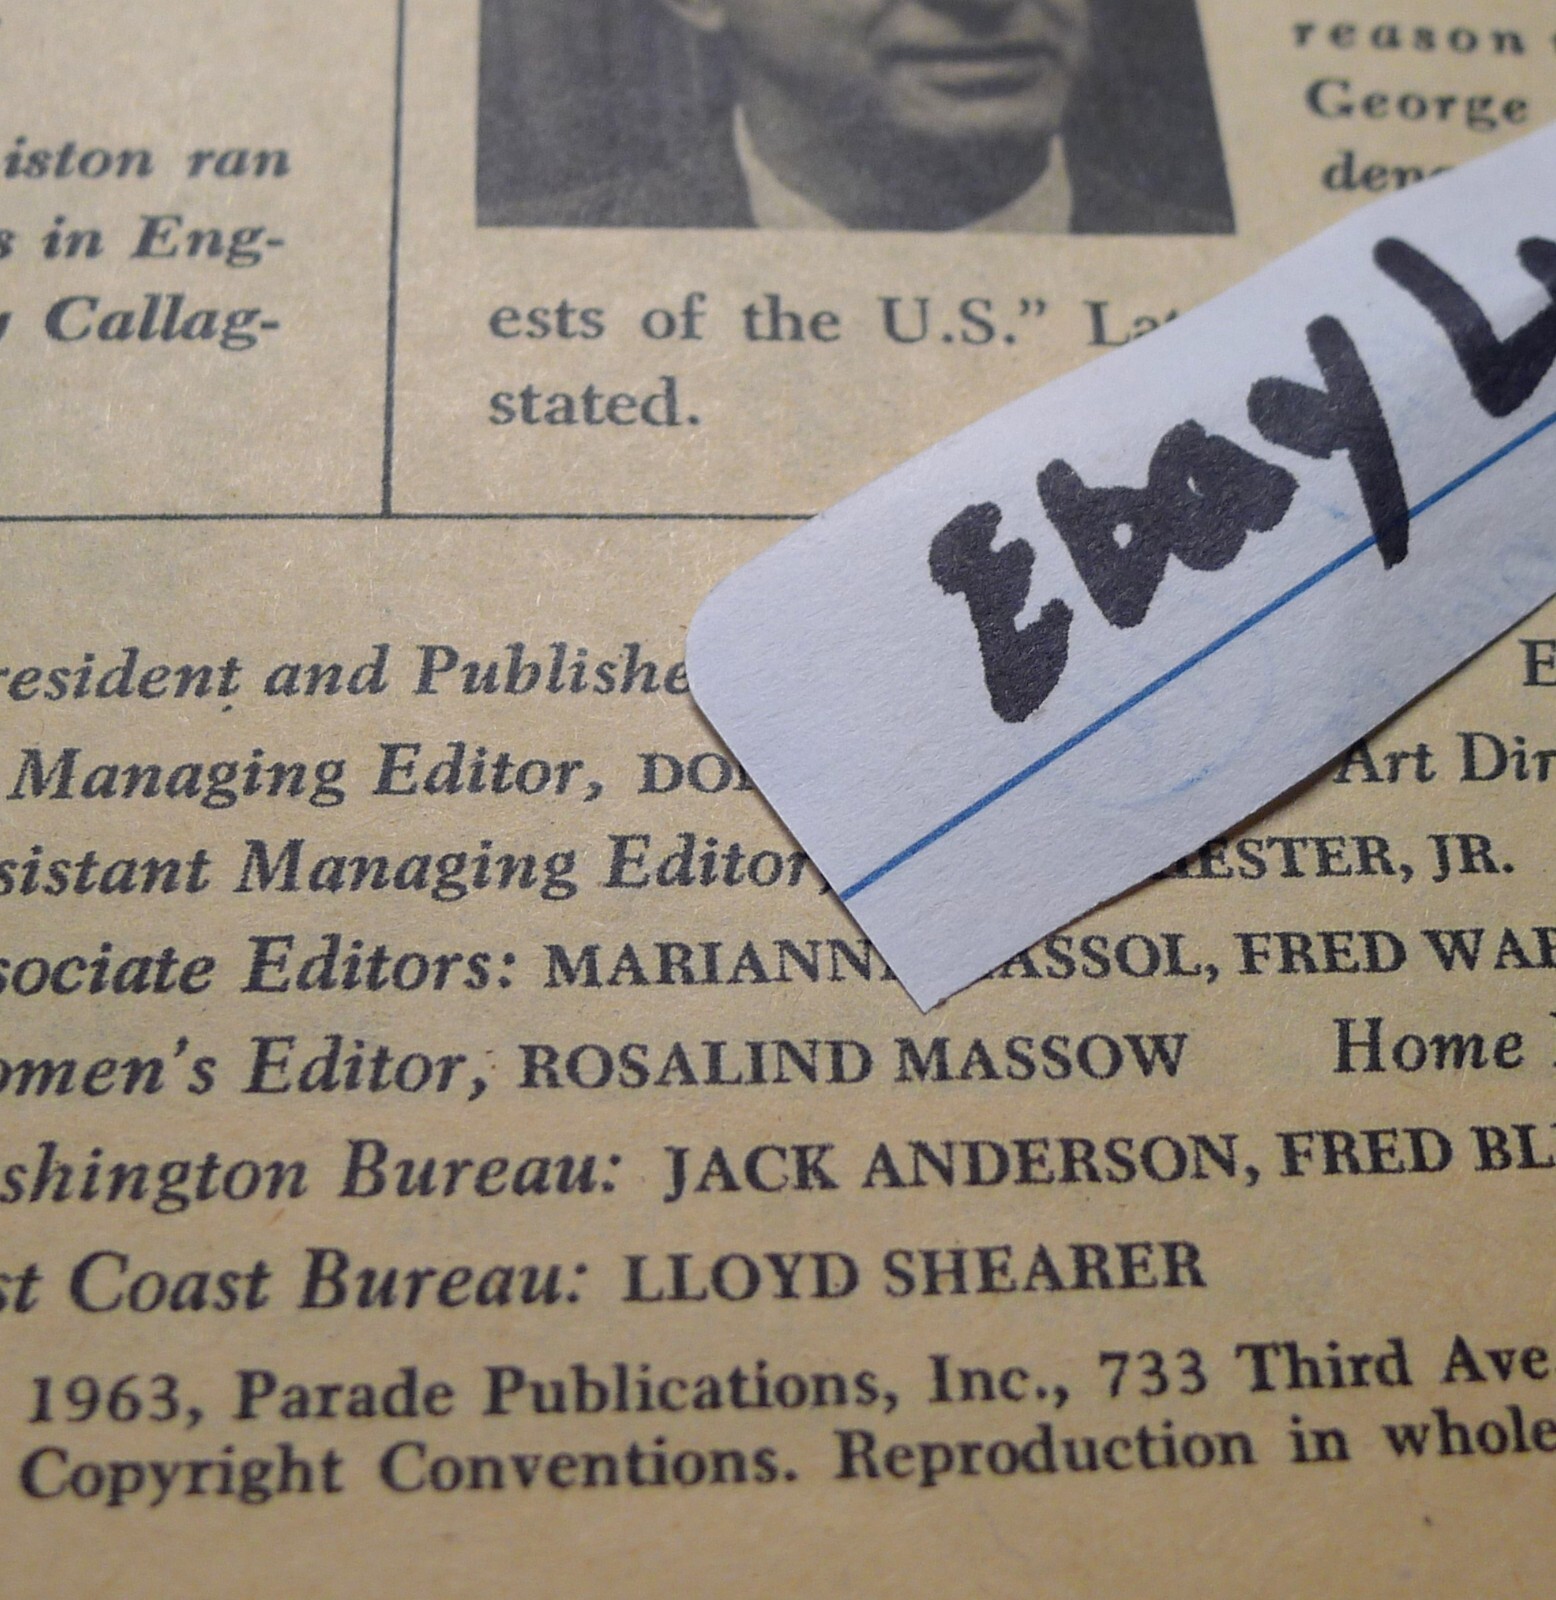 reason
George
iston ran
s in Eng-
y Callag-
ests of the U.S."
stated.
Ebay
resident and Publishe
Managing Editor,
Art Dir
sistant Managing Editor,
ESTER, JR.
sociate Editors: MARIANN ASSOL, FRED WAR
omen's Editor, ROSALIND MASSOW
Home
shington Bureau: JACK ANDERSON, FRED BL
st Coast Bureau: LLOYD SHEARER
1963, Parade Publications, Inc., 733 Third Ave
Copyright Conventions. Reproduction in whole